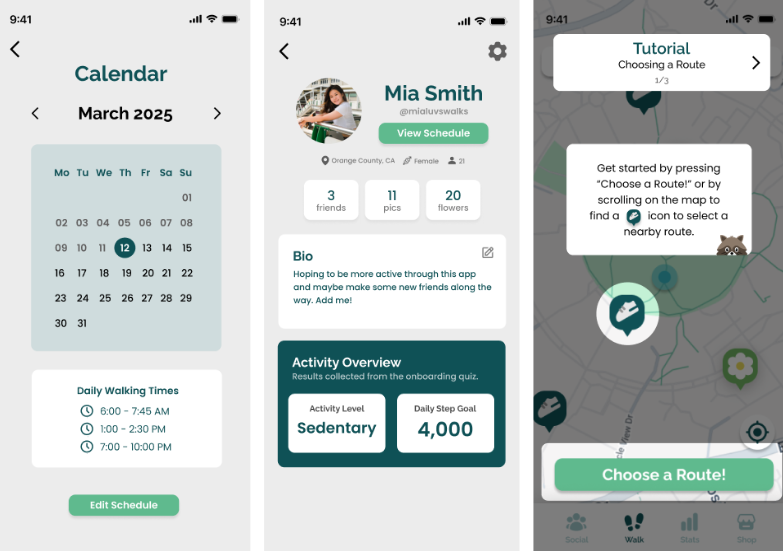 9:41
Calendar
March 2025
Mo Tu We Th Fr Sa Su
01
02 03 04 05 06 07 08
09 10 11 12 13 14 15
16 17 18 19 20 21 22
23 24 25 26 27 28 29
30 31
Daily Walking Times
6:00 - 7:45 AM
1:00 - 2:30 PM
7:00 - 10:00 PM
Edit Schedule
9:41
Mia Smith
@mialuvswalks
View Schedule
Orange County, CA Female 21
3 11 20
friends pics flowers
Bio
Hoping to be more active through this app
and maybe make some new friends along the
way. Add me!
Activity Overview
Results collected from the onboarding quiz.
Activity Level Daily Step Goal
Sedentary 4,000
9:41
Dr
Tutorial
Choosing a Route
1/3
Get started by pressing
"Choose a Route!" or by
scrolling on the map to
find a icon to select a
nearby route.
cle View Dr
Choose a Route!
Social Walk Stats Shop